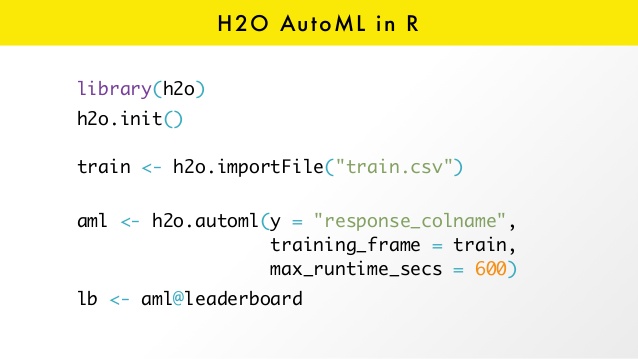 H2O AutoML in R
library(h2o)
h2o.init()
train <- h2o.importFile("train.csv")
aml <- h2o.automl(y = "response_colname",
training_frame = train,
max_runtime_secs = 600)
lb <- aml@leaderboard